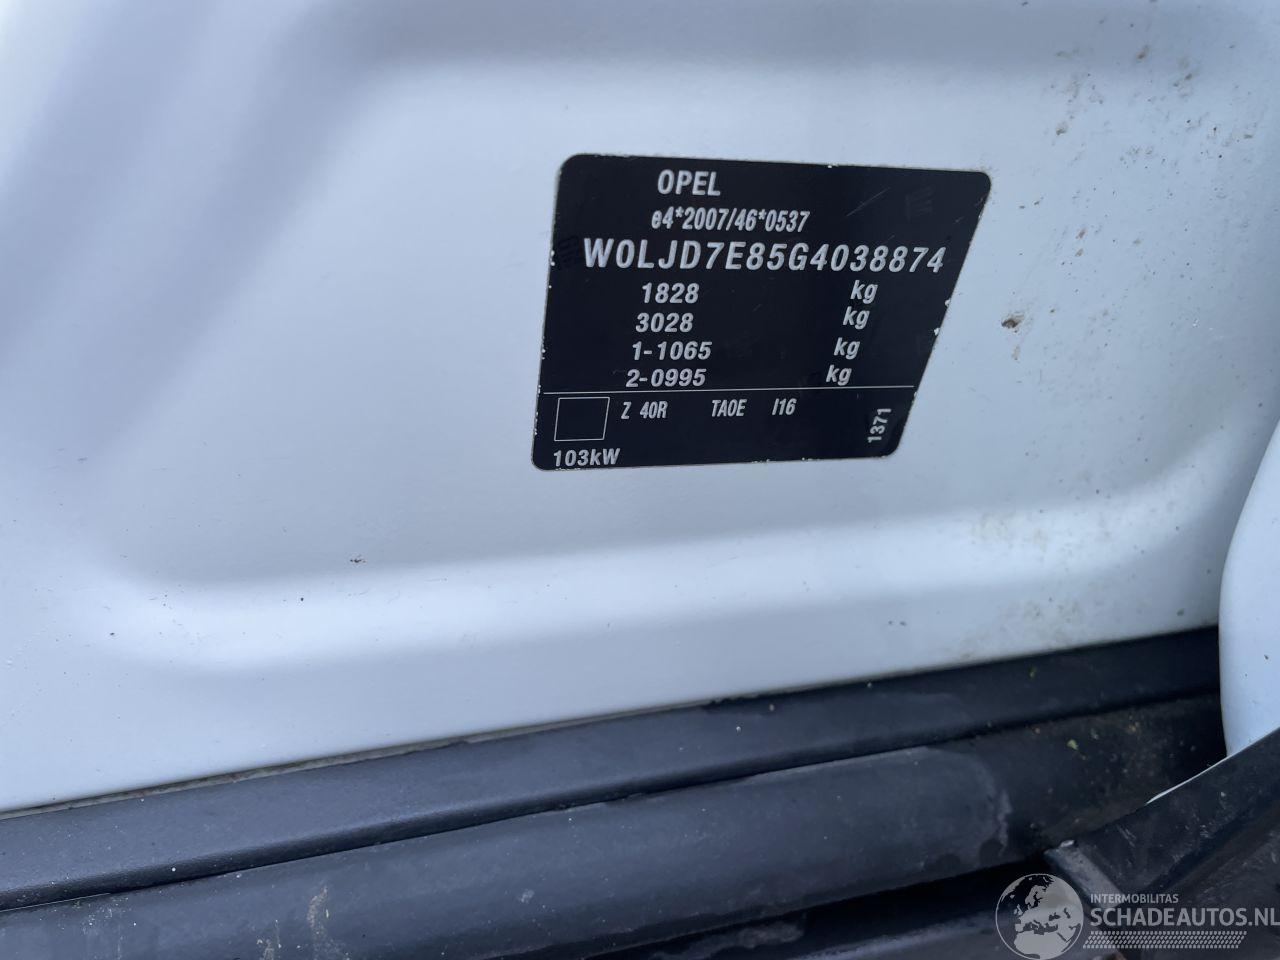 OPEL
e4*2007/46*0537
W0LJD7E85G4038874
1828 kg
3028 kg
1-1065 kg
2-0995 kg
Z 40R TA0E I16
1371
103kW
INTERMOBILITAS
SCHADEAUTOS.NL